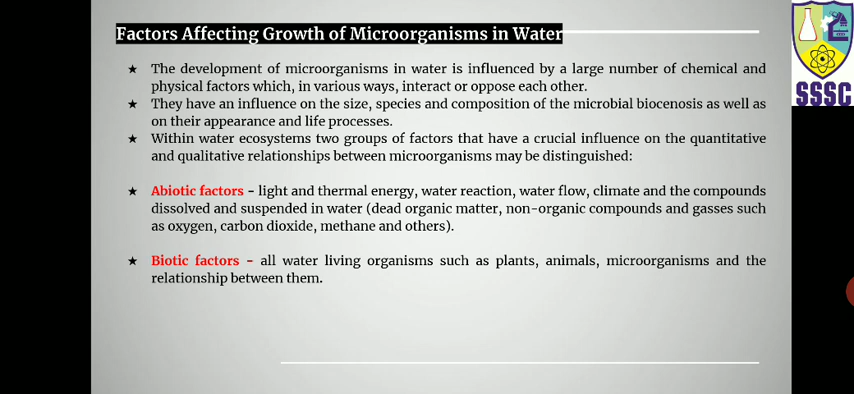 Factors Affecting Growth of Microorganisms in Water
★ The development of microorganisms in water is influenced by a large number of chemical and
physical factors which, in various ways, interact or oppose each other.
★ They have an influence on the size, species and composition of the microbial biocenosis as well as
on their appearance and life processes.
★ Within water ecosystems two groups of factors that have a crucial influence on the quantitative
and qualitative relationships between microorganisms may be distinguished:
★ Abiotic factors - light and thermal energy, water reaction, water flow, climate and the compounds
dissolved and suspended in water (dead organic matter, non-organic compounds and gasses such
as oxygen, carbon dioxide, methane and others).
★ Biotic factors - all water living organisms such as plants, animals, microorganisms and the
relationship between them.
SSSC